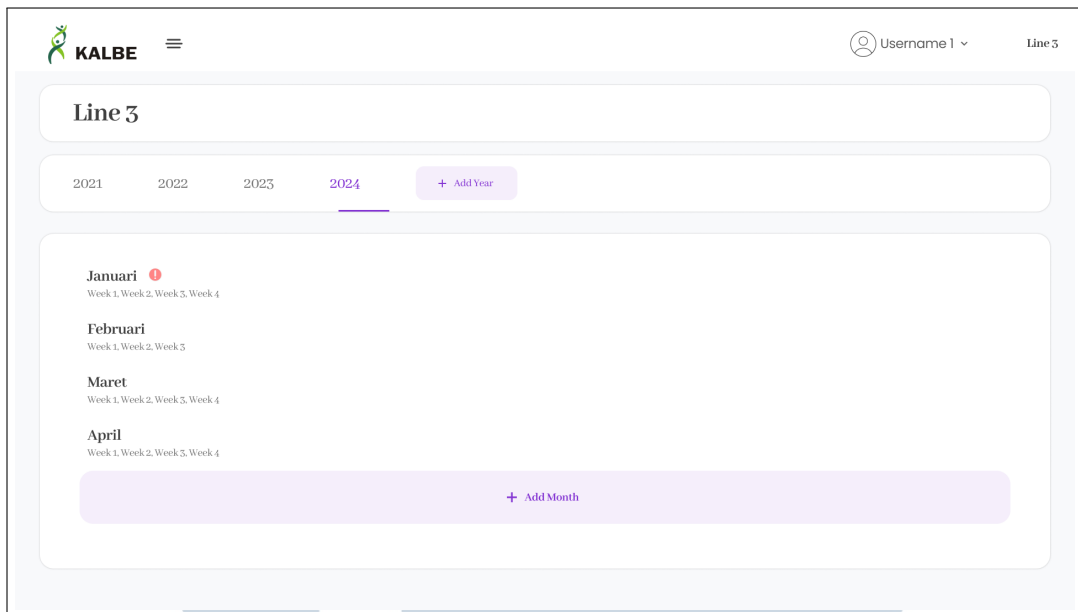 KALBE
Username 1
Line 3
Line 3
2021 2022 2023 2024 + Add Year
Januari
Week 1, Week 2, Week 3, Week 4
Februari
Week 1, Week 2, Week 3
Maret
Week 1, Week 2, Week 3, Week 4
April
Week 1, Week 2, Week 3, Week 4
+ Add Month